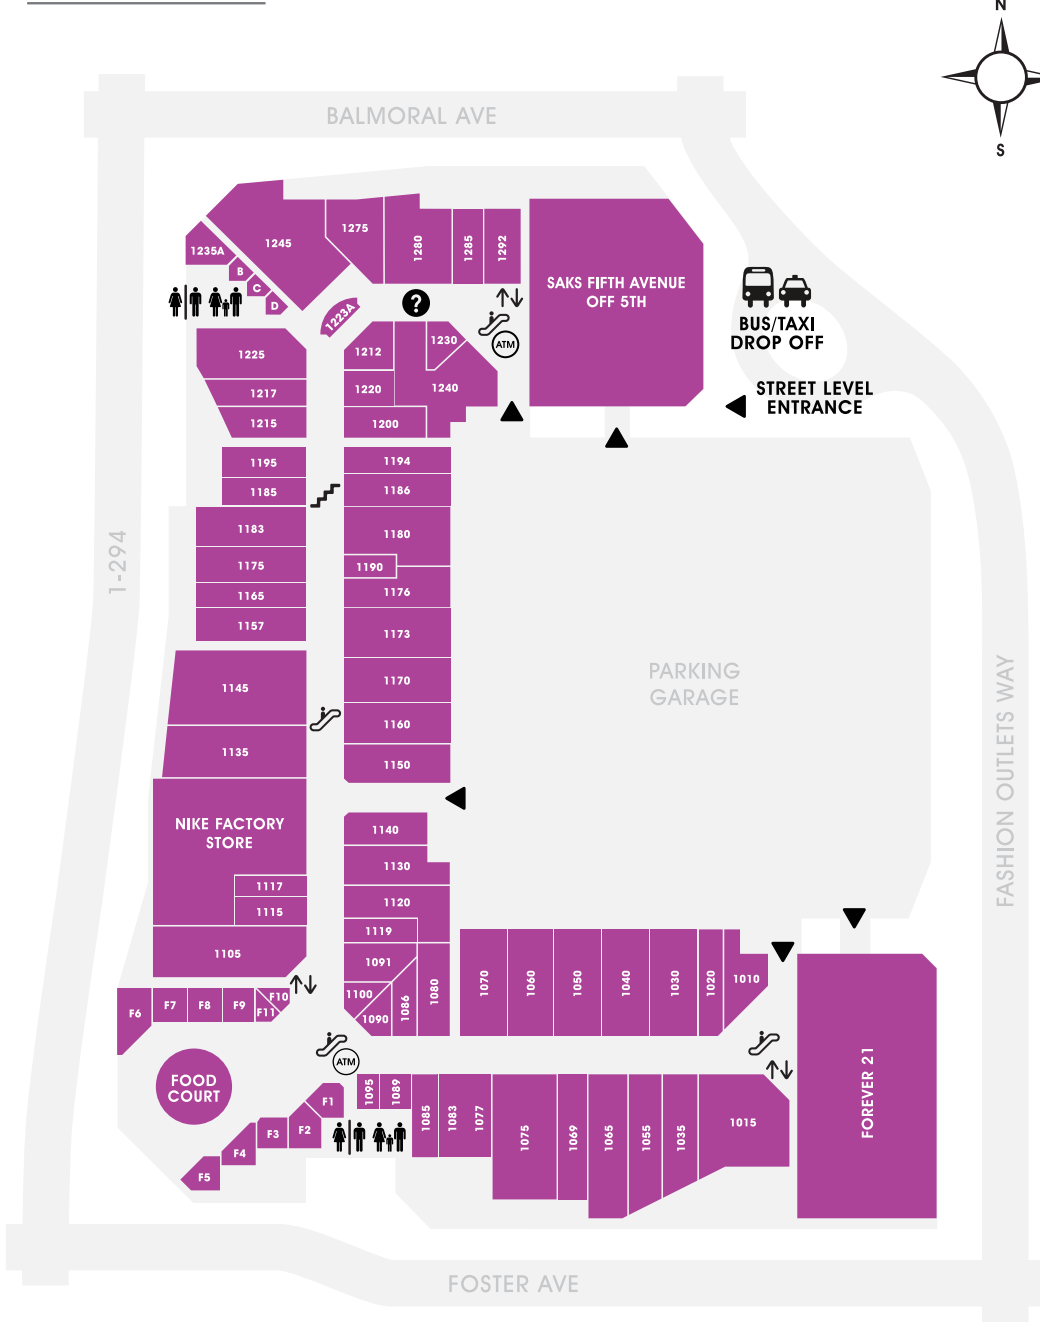 N
S
BALMORAL AVE
1-294
FASHION OUTLETS WAY
FOSTER AVE
PARKING
GARAGE
BUS/TAXI
DROP OFF
STREET LEVEL
ENTRANCE
SAKS FIFTH AVENUE
OFF 5TH
1235A
B
C
D
1245
1275
1280
1285
1292
?
1223A
ATM
1212
1230
1220
1240
1200
1225
1217
1215
1195
1185
1194
1186
1183
1175
1165
1157
1180
1190
1176
1173
1170
1160
1150
1145
1135
NIKE FACTORY
STORE
1117
1115
1105
1140
1130
1120
1119
1091
1100
1090
1086
1080
1070
1060
1050
1040
1030
1020
1010
F6
F7
F8
F9
F10
F11
FOOD
COURT
ATM
F1
F2
F3
F4
F5
1095
1089
1085
1083
1077
1075
1069
1065
1055
1035
1015
FOREVER 21